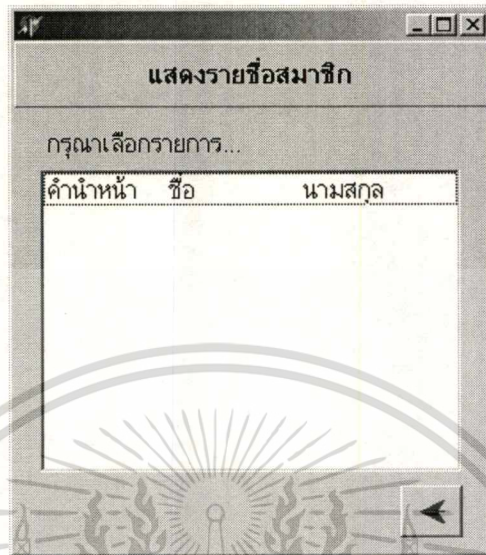 แสดงรายชื่อสมาชิก
กรุณาเลือกรายการ...
คำนำหน้า ชื่อ นามสกุล